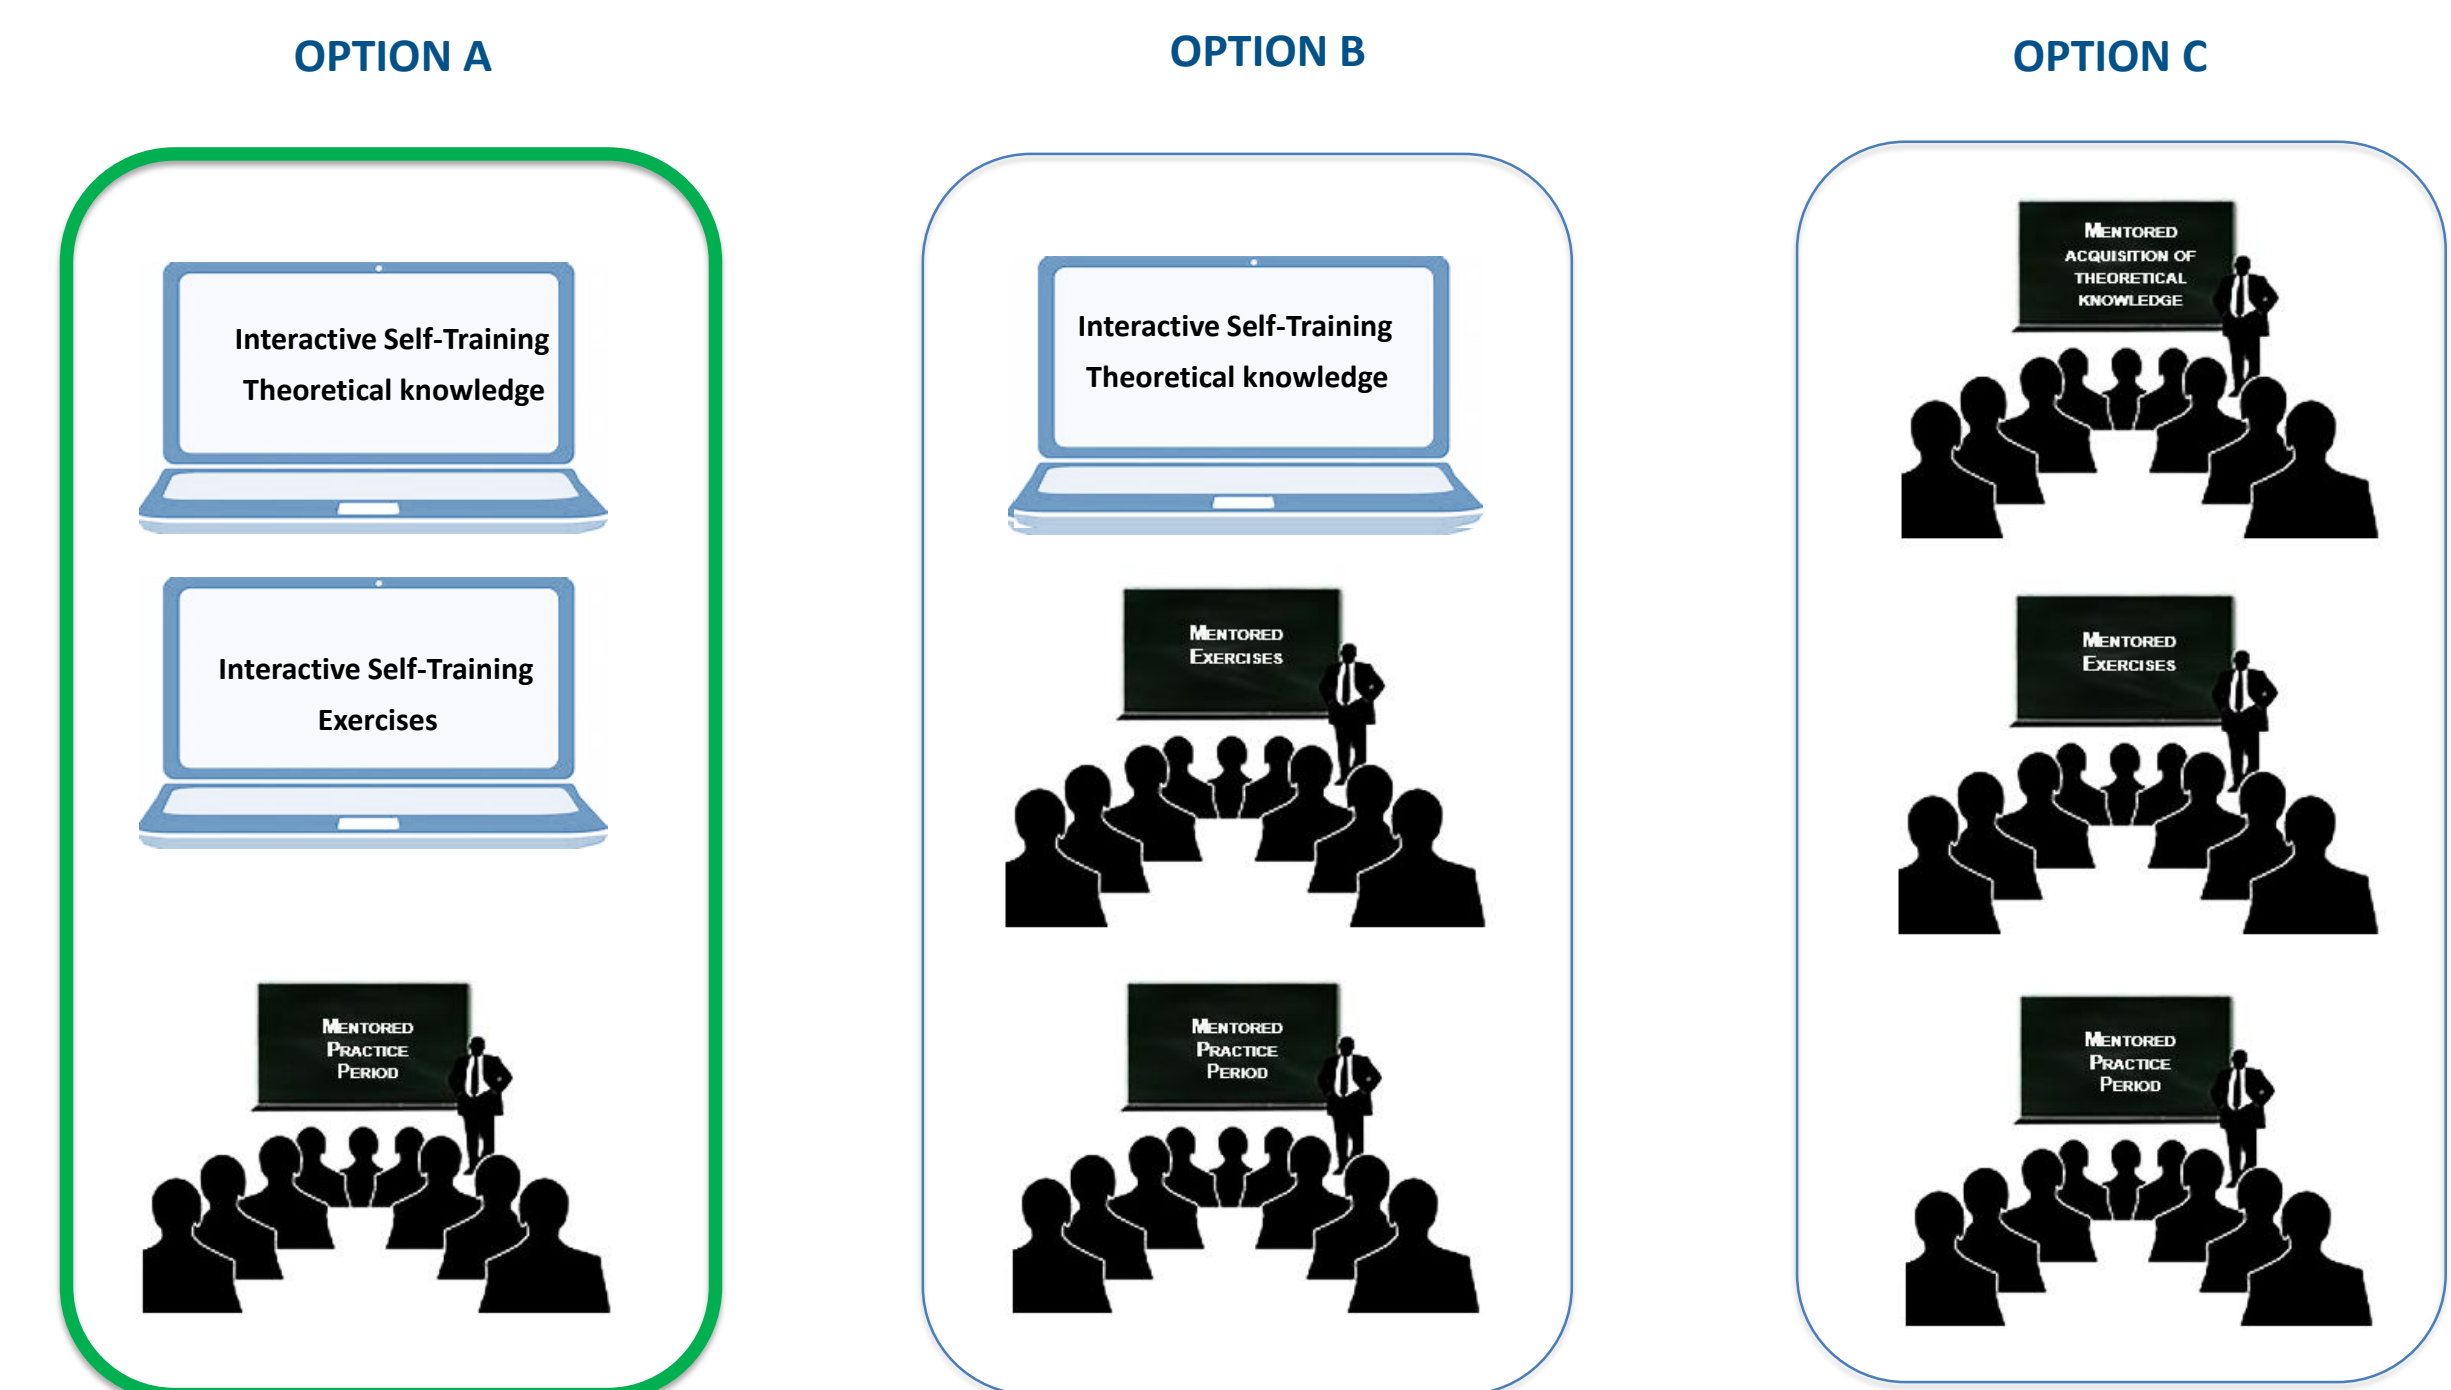 OPTION A
Interactive Self-Training
Theoretical knowledge
Interactive Self-Training
Exercises
MENTORED
PRACTICE
PERIOD
OPTION B
Interactive Self-Training
Theoretical knowledge
MENTORED
EXERCISES
MENTORED
PRACTICE
PERIOD
OPTION C
MENTORED
ACQUISITION OF
THEORETICAL
KNOWLEDGE
MENTORED
EXERCISES
MENTORED
PRACTICE
PERIOD